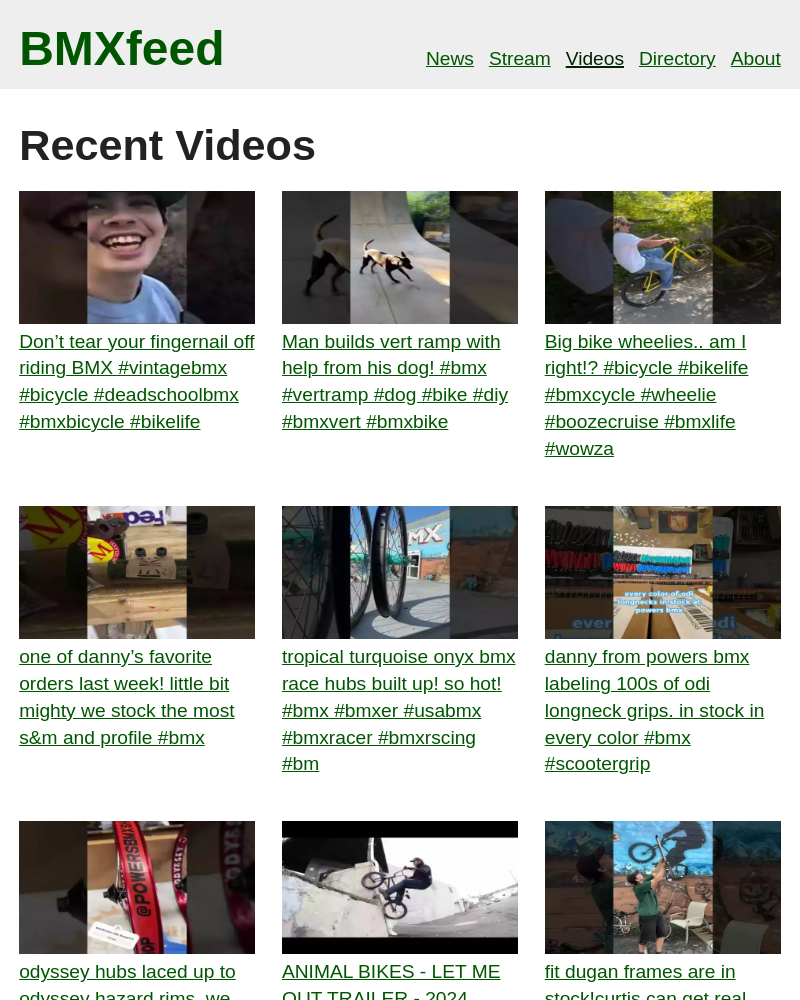 BMXfeed
News Stream Videos Directory About
Recent Videos
Don’t tear your fingernail off
riding BMX #vintagebmx
#bicycle #deadschoolbmx
#bmxbicycle #bikelife
Man builds vert ramp with
help from his dog! #bmx
#vertramp #dog #bike #diy
#bmxvert #bmxbike
Big bike wheelies.. am I
right!? #bicycle #bikelife
#bmxcycle #wheelie
#boozecruise #bmxlife
#wowza
one of danny’s favorite
orders last week! little bit
mighty we stock the most
s&m and profile #bmx
MX
tropical turquoise onyx bmx
race hubs built up! so hot!
#bmx #bmxer #usabmx
#bmxracer #bmxrscing
#bm
every color of odi
longnecks in stock at
powers bmx
danny from powers bmx
labeling 100s of odi
longneck grips. in stock in
every color #bmx
#scootergrip
@POWERSBMXS
ODYSSEY
odyssey hubs laced up to
odyssey hazard rims. we
ANIMAL BIKES - LET ME
OUT TRAILER - 2024
fit dugan frames are in
stock!curtis can get real